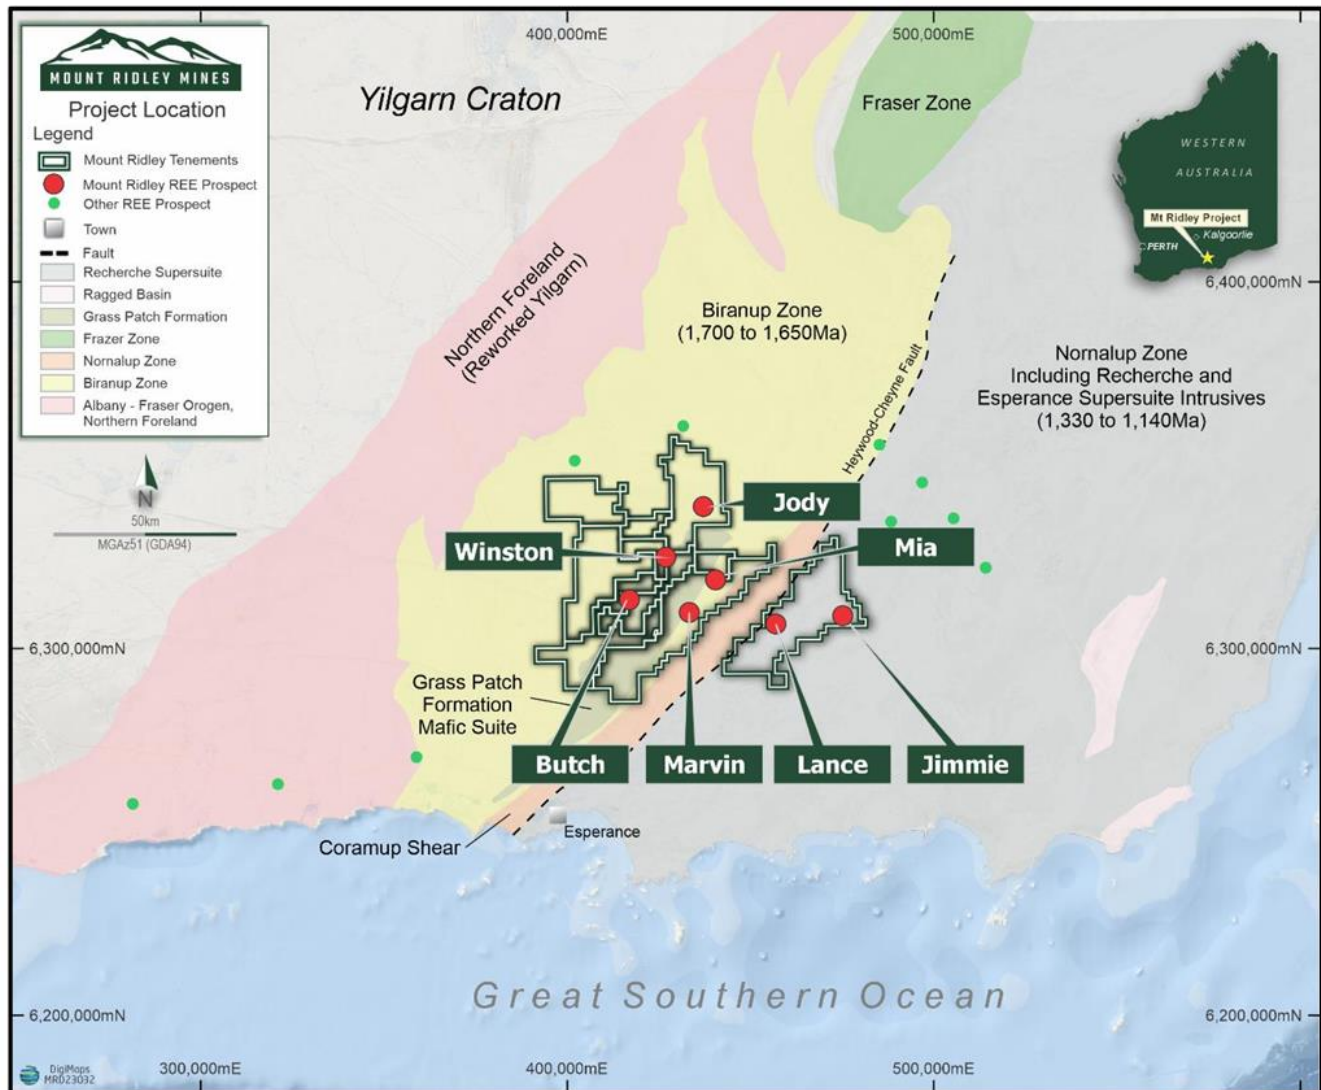 MOUNT RIDLEY MINES
Project Location
Legend
Mount Ridley Tenements
Mount Ridley REE Prospect
Other REE Prospect
Town
Fault
Recherche Supersuite
Ragged Basin
Grass Patch Formation
Frazer Zone
Nornalup Zone
Biranup Zone
Albany - Fraser Orogen,
Northern Foreland
N
50km
MGAz51 (GDA94)
400,000mE
500,000mE
Yilgarn Craton
Fraser Zone
WESTERN
AUSTRALIA
Mt Ridley Project
Kalgoorlie
PERTH
6,400,000mN
Northern Foreland
(Reworked Yilgarn)
Biranup Zone
(1,700 to 1,650Ma)
Heywood-Cheyne Fault
Nornalup Zone
Including Recherche and
Esperance Supersuite Intrusives
(1,330 to 1,140Ma)
Jody
Winston
Mia
6,300,000mN
6,300,000mN
Grass Patch
Formation
Mafic Suite
Butch
Marvin
Lance
Jimmie
Coramup Shear
Esperance
Great Southern Ocean
6,200,000mN
6,200,000mN
DigiMaps
MRD23032
300,000mE
400,000mE
500,000mE